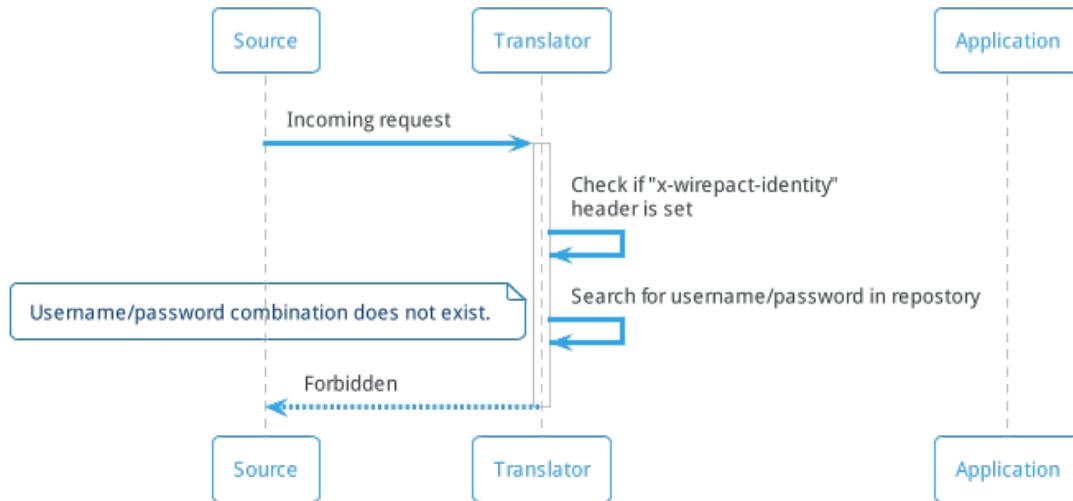 Source
Translator
Application
Incoming request
Check if "x-wirepact-identity"
header is set
Search for username/password in repostory
Username/password combination does not exist.
Forbidden
Source
Translator
Application